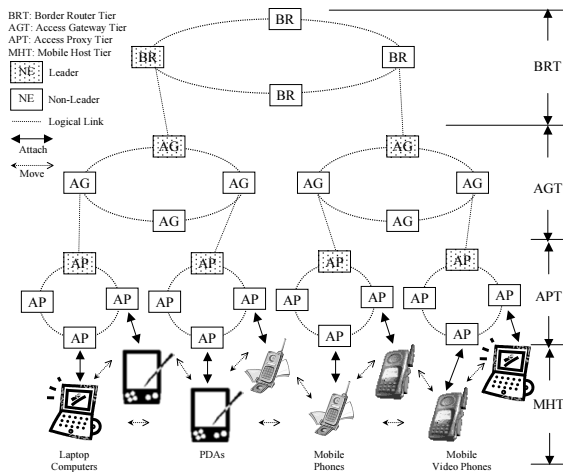 BRT: Border Router Tier
AGT: Access Gateway Tier
APT: Access Proxy Tier
MHT: Mobile Host Tier
NE Leader
NE Non-Leader
Logical Link
Attach
Move
BR
BR BR
BR
BRT
AG AG
AG AG AG AG
AG AG
AGT
AP AP AP AP
AP AP AP AP AP AP AP AP
AP AP AP AP
APT
MHT
Laptop
Computers
PDAs
Mobile
Phones
Mobile
Video Phones